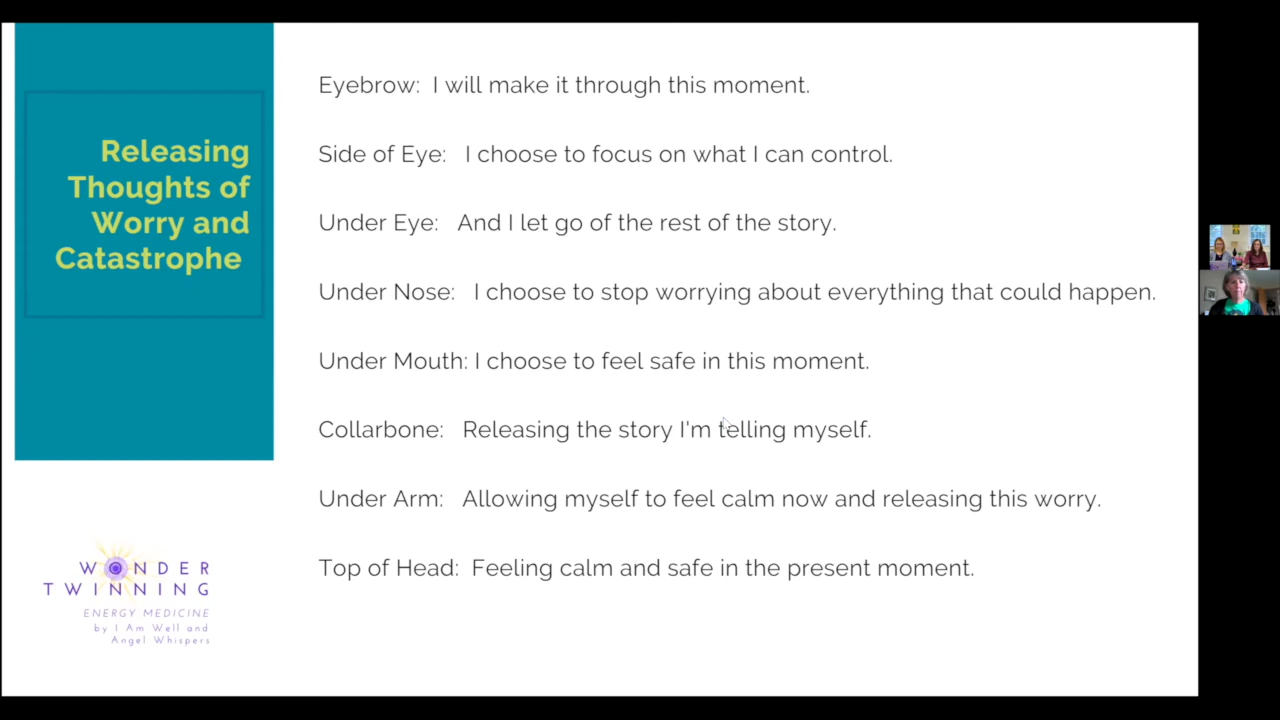 Releasing
Thoughts of
Worry and
Catastrophe
Eyebrow: I will make it through this moment.
Side of Eye: I choose to focus on what I can control.
Under Eye: And I let go of the rest of the story.
Under Nose: I choose to stop worrying about everything that could happen.
Under Mouth: I choose to feel safe in this moment.
Collarbone: Releasing the story I'm telling myself.
Under Arm: Allowing myself to feel calm now and releasing this worry.
Top of Head: Feeling calm and safe in the present moment.
WONDER
TWINNING
ENERGY MEDICINE
by I Am Well and
Angel Whispers